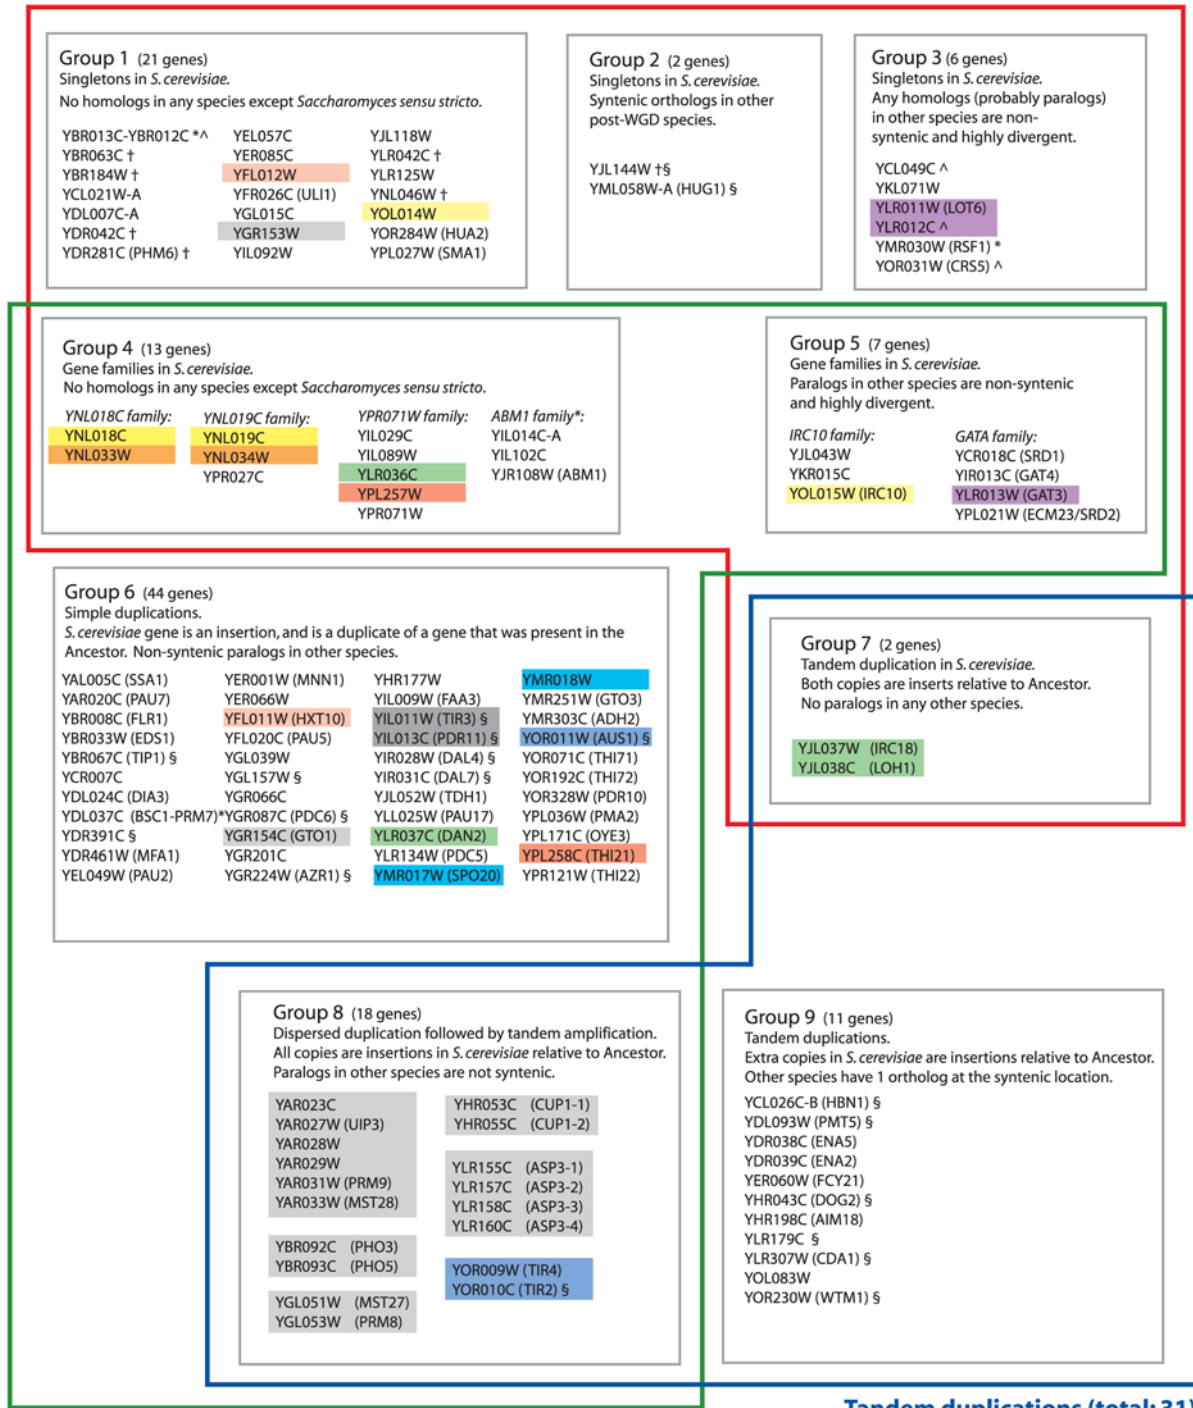 Group 1 (21 genes)
Singletons in S. cerevisiae.
No homologs in any species except Saccharomyces sensu stricto.
YBR013C-YBR012C *^
YBR063C †
YBR184W †
YCL021W-A
YDL007C-A
YDR042C †
YDR281C (PHM6) †
YEL057C
YER085C
YFL012W
YFR026C (ULI1)
YGL015C
YGR153W
YIL092W
YJL118W
YLR042C †
YLR125W
YNL046W †
YOL014W
YOR284W (HUA2)
YPL027W (SMA1)
Group 2 (2 genes)
Singletons in S. cerevisiae.
Syntenic orthologs in other
post-WGD species.
YJL144W †§
YML058W-A (HUG1) §
Group 3 (6 genes)
Singletons in S. cerevisiae.
Any homologs (probably paralogs)
in other species are non-
syntenic and highly divergent.
YCL049C ^
YKL071W
YLR011W (LOT6)
YLR012C ^
YMR030W (RSF1) *
YOR031W (CRS5) ^
Group 4 (13 genes)
Gene families in S. cerevisiae.
No homologs in any species except Saccharomyces sensu stricto.
YNL018C family:
YNL018C
YNL033W
YNL019C family:
YNL019C
YNL034W
YPR027C
YPR071W family:
YIL029C
YIL089W
YLR036C
YPL257W
YPR071W
ABM1 family*:
YIL014C-A
YIL102C
YJR108W (ABM1)
Group 5 (7 genes)
Gene families in S. cerevisiae.
Paralogs in other species are non-syntenic
and highly divergent.
IRC10 family:
YJL043W
YKR015C
YOL015W (IRC10)
GATA family:
YCR018C (SRD1)
YIR013C (GAT4)
YLR013W (GAT3)
YPL021W (ECM23/SRD2)
Group 6 (44 genes)
Simple duplications.
S. cerevisiae gene is an insertion, and is a duplicate of a gene that was present in the
Ancestor. Non-syntenic paralogs in other species.
YAL005C (SSA1)
YAR020C (PAU7)
YBR008C (FLR1)
YBR033W (EDS1)
YBR067C (TIP1) §
YCR007C
YDL024C (DIA3)
YDL037C (BSC1-PRM7)*
YDR391C §
YDR461W (MFA1)
YEL049W (PAU2)
YER001W (MNN1)
YER066W
YFL011W (HXT10)
YFL020C (PAU5)
YGL039W
YGL157W §
YGR066C
YGR087C (PDC6) §
YGR154C (GTO1)
YGR201C
YGR224W (AZR1) §
YHR177W
YIL009W (FAA3)
YIL011W (TIR3) §
YIL013C (PDR11) §
YIR028W (DAL4) §
YIR031C (DAL7) §
YJL052W (TDH1)
YLL025W (PAU17)
YLR037C (DAN2)
YLR134W (PDC5)
YMR017W (SPO20)
YMR018W
YMR251W (GTO3)
YMR303C (ADH2)
YOR011W (AUS1) §
YOR071C (THI71)
YOR192C (THI72)
YOR328W (PDR10)
YPL036W (PMA2)
YPL171C (OYE3)
YPL258C (THI21)
YPR121W (THI22)
Group 7 (2 genes)
Tandem duplication in S. cerevisiae.
Both copies are inserts relative to Ancestor.
No paralogs in any other species.
YJL037W (IRC18)
YJL038C (LOH1)
Group 8 (18 genes)
Dispersed duplication followed by tandem amplification.
All copies are insertions in S. cerevisiae relative to Ancestor.
Paralogs in other species are not syntenic.
YAR023C
YAR027W (UIP3)
YAR028W
YAR029W
YAR031W (PRM9)
YAR033W (MST28)
YBR092C (PHO3)
YBR093C (PHO5)
YGL051W (MST27)
YGL053W (PRM8)
YHR053C (CUP1-1)
YHR055C (CUP1-2)
YLR155C (ASP3-1)
YLR157C (ASP3-2)
YLR158C (ASP3-3)
YLR160C (ASP3-4)
YOR009W (TIR4)
YOR010C (TIR2) §
Group 9 (11 genes)
Tandem duplications.
Extra copies in S. cerevisiae are insertions relative to Ancestor.
Other species have 1 ortholog at the syntenic location.
YCL026C-B (HBN1) §
YDL093W (PMT5) §
YDR038C (ENA5)
YDR039C (ENA2)
YER060W (FCY21)
YHR043C (DOG2) §
YHR198C (AIM18)
YLR179C §
YLR307W (CDA1) §
YOL083W
YOR230W (WTM1) §
Tandem duplications (total: 31)